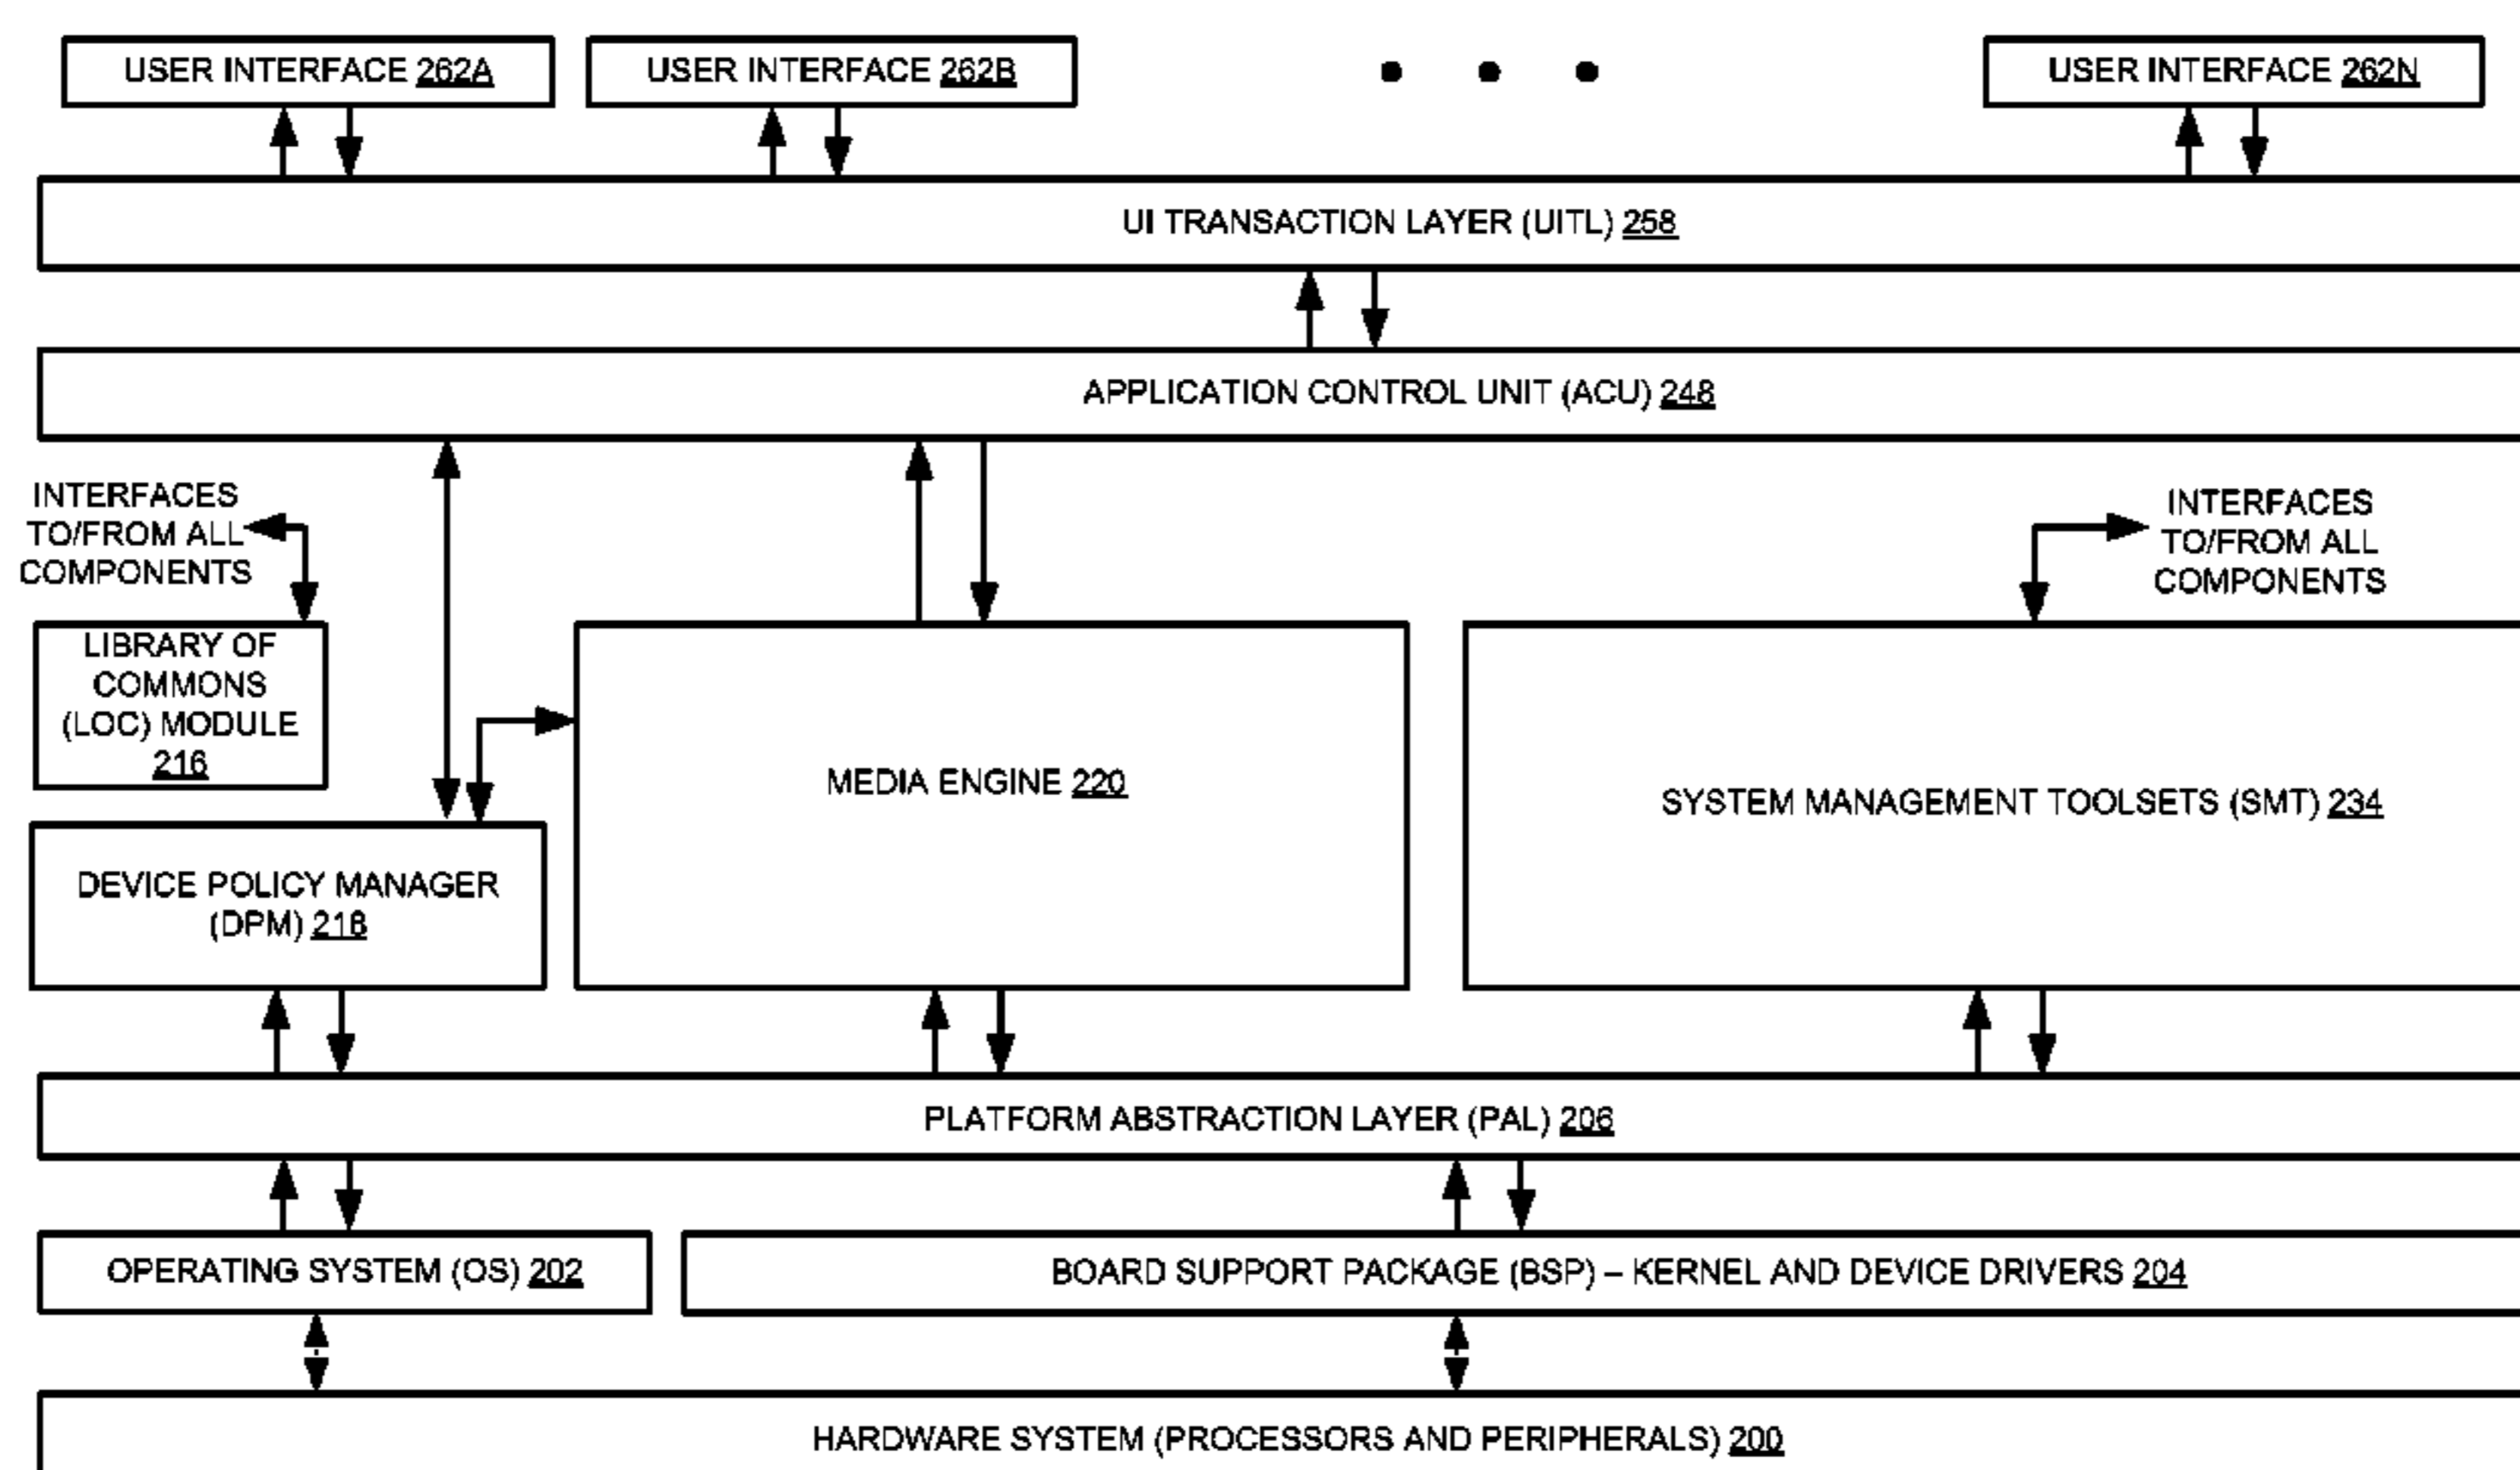 USER INTERFACE 262A
USER INTERFACE 262B
USER INTERFACE 262N
UI TRANSACTION LAYER (UITL) 258
APPLICATION CONTROL UNIT (ACU) 248
INTERFACES
TO/FROM ALL
COMPONENTS
INTERFACES
TO/FROM ALL
COMPONENTS
LIBRARY OF
COMMONS
(LOC) MODULE
216
MEDIA ENGINE 220
SYSTEM MANAGEMENT TOOLSETS (SMT) 234
DEVICE POLICY MANAGER
(DPM) 218
PLATFORM ABSTRACTION LAYER (PAL) 206
OPERATING SYSTEM (OS) 202
BOARD SUPPORT PACKAGE (BSP) – KERNEL AND DEVICE DRIVERS 204
HARDWARE SYSTEM (PROCESSORS AND PERIPHERALS) 200